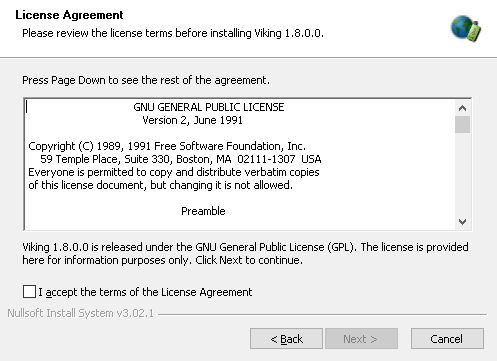 License Agreement
Please review the license terms before installing Viking 1.8.0.0.
Press Page Down to see the rest of the agreement.
GNU GENERAL PUBLIC LICENSE
Version 2, June 1991
Copyright (C) 1989, 1991 Free Software Foundation, Inc.
59 Temple Place, Suite 330, Boston, MA  02111-1307  USA
Everyone is permitted to copy and distribute verbatim copies
of this license document, but changing it is not allowed.
Preamble
Viking 1.8.0.0 is released under the GNU General Public License (GPL). The license is provided
here for information purposes only. Click Next to continue.
I accept the terms of the License Agreement
Nullsoft Install System v3.02.1
< Back
Next >
Cancel